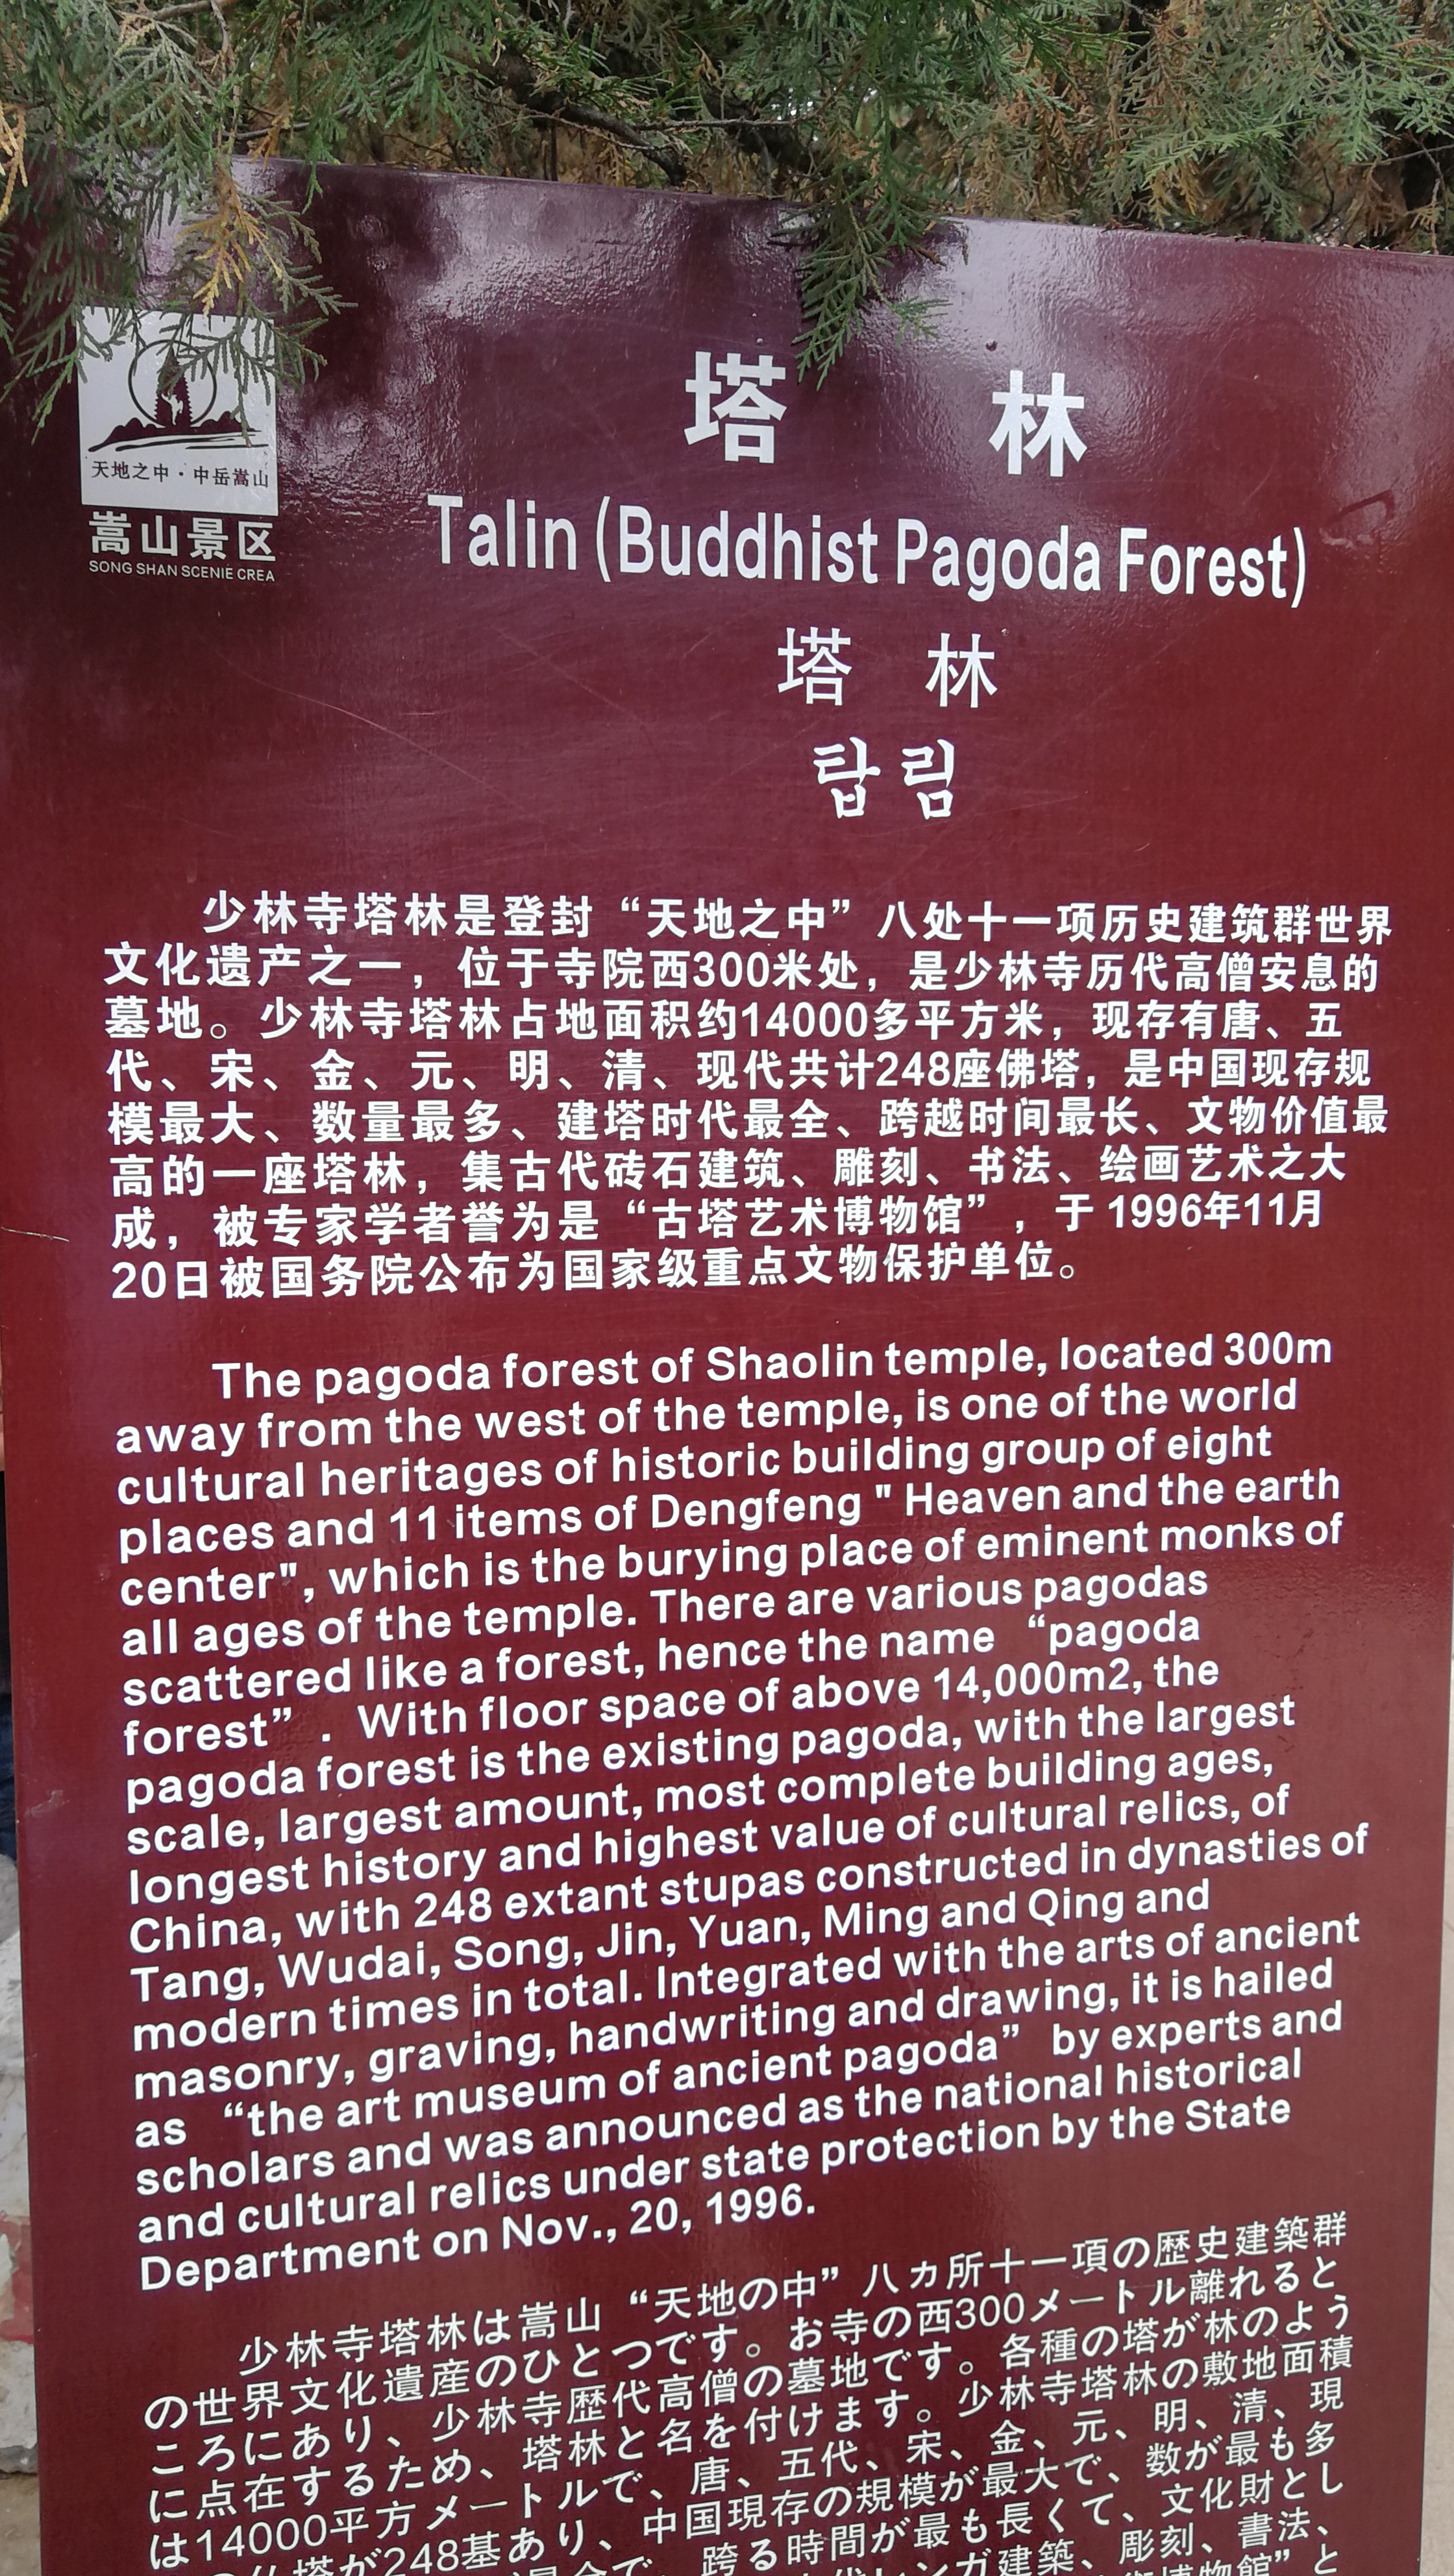 天地之中·中岳嵩山
嵩山景区
SONG SHAN SCENIE CREA
塔 林
Talin (Buddhist Pagoda Forest)
塔 林
탑림
少林寺塔林是登封“天地之中”八处十一项历史建筑群世界
文化遗产之一，位于寺院西300米处，是少林寺历代高僧安息的
墓地。少林寺塔林占地面积约14000多平方米，现存有唐、五
代、宋、金、元、明、清、现代共计248座佛塔，是中国现存规
模最大、数量最多、建塔时代最全、跨越时间最长、文物价值最
高的一座塔林，集古代砖石建筑、雕刻、书法、绘画艺术之大
成，被专家学者誉为是“古塔艺术博物馆”，于 1996年11月
20日被国务院公布为国家级重点文物保护单位。
The pagoda forest of Shaolin temple, located 300m
away from the west of the temple, is one of the world
cultural heritages of historic building group of eight
places and 11 items of Dengfeng " Heaven and the earth
center", which is the burying place of eminent monks of
all ages of the temple. There are various pagodas
scattered like a forest, hence the name “pagoda
forest” . With floor space of above 14,000m2, the
pagoda forest is the existing pagoda, with the largest
scale, largest amount, most complete building ages,
longest history and highest value of cultural relics, of
China, with 248 extant stupas constructed in dynasties of
Tang, Wudai, Song, Jin, Yuan, Ming and Qing and
modern times in total. Integrated with the arts of ancient
masonry, graving, handwriting and drawing, it is hailed
as “the art museum of ancient pagoda” by experts and
scholars and was announced as the national historical
and cultural relics under state protection by the State
Department on Nov., 20, 1996.
少林寺塔林は嵩山“天地の中”八ヵ所十一項の歴史建築群
の世界文化遺産のひとつです。お寺の西300メートル離れると
ころにあり、少林寺歴代高僧の墓地です。各種の塔が林のよう
に点在するため、塔林と名を付けます。少林寺塔林の敷地面積
は14000平方メートルで、唐、五代、宋、金、元、明、清、現
仏塔が248基あり、中国現存の規模が最大で、数が最も多
で、跨る時間が最も長くて、文化財とし
レンガ建築、彫刻、書法、
博物館”と